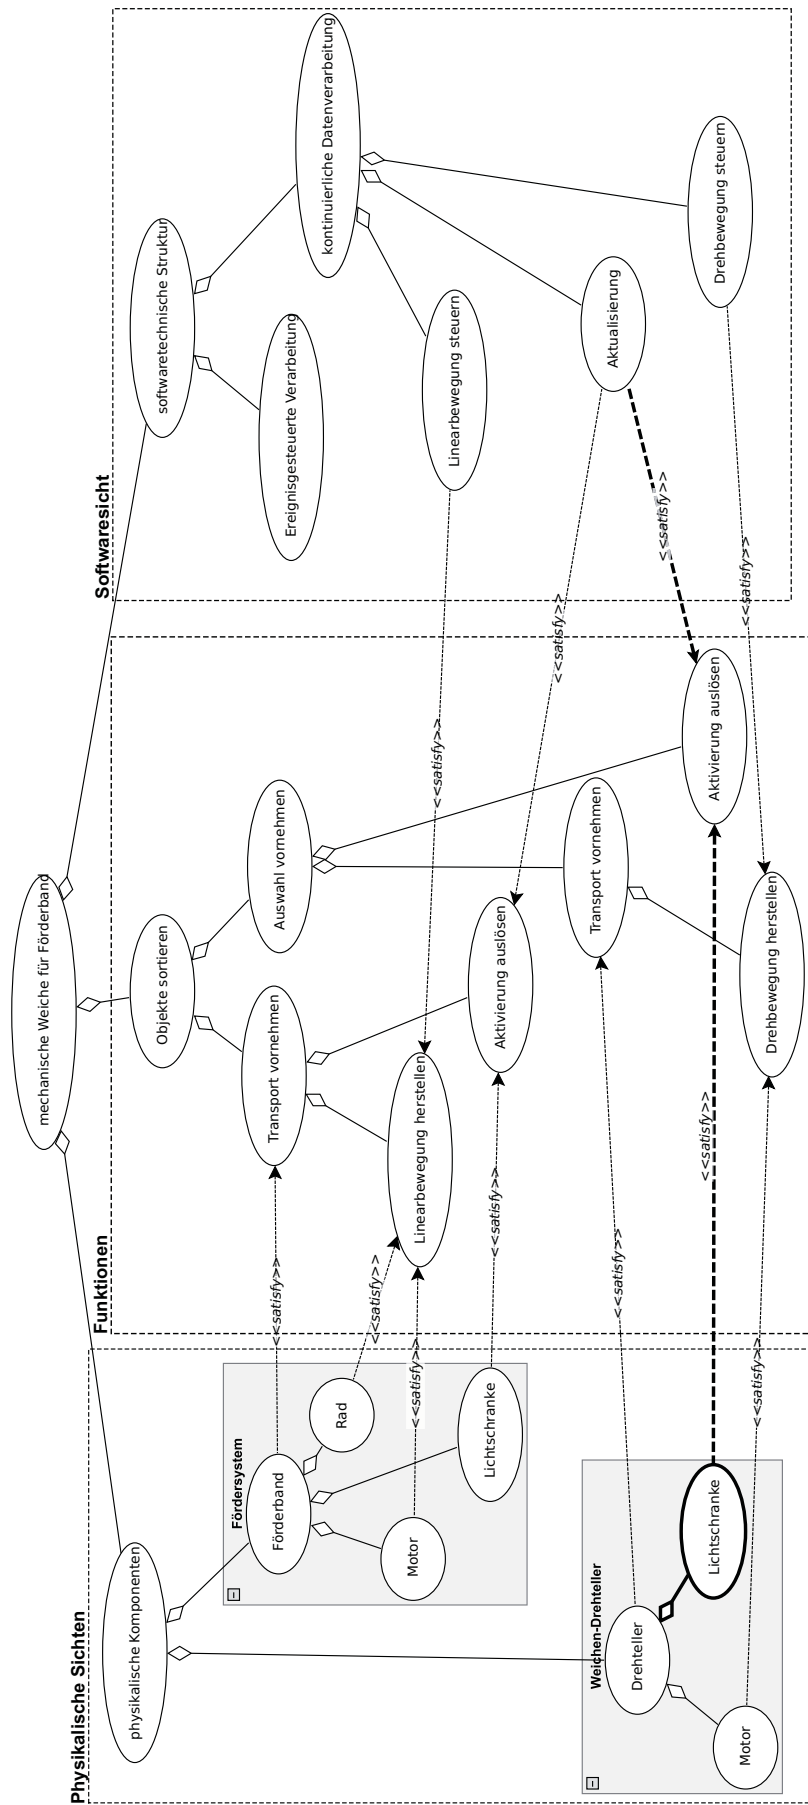 mechanische Weiche für Förderband
Physikalische Sichten
physikalische Komponenten
Fördersystem
Förderband
Rad
Motor
Lichtschranke
Weichen-Drehteller
Drehteller
Lichtschranke
Motor
Funktionen
Objekte sortieren
Transport vornehmen
Auswahl vornehmen
Linearbewegung herstellen
Aktivierung auslösen
Transport vornehmen
Aktivierung auslösen
Drehbewegung herstellen
Softwaresicht
softwaretechnische Struktur
Ereignisgesteuerte Verarbeitung
kontinuierliche Datenverarbeitung
Linearbewegung steuern
Aktualisierung
Drehbewegung steuern
<<satisfy>>
<<satisfy>>
<<satisfy>>
<<satisfy>>
<<satisfy>>
<<satisfy>>
<<satisfy>>
<<satisfy>>
<<satisfy>>
<<satisfy>>
<<satisfy>>